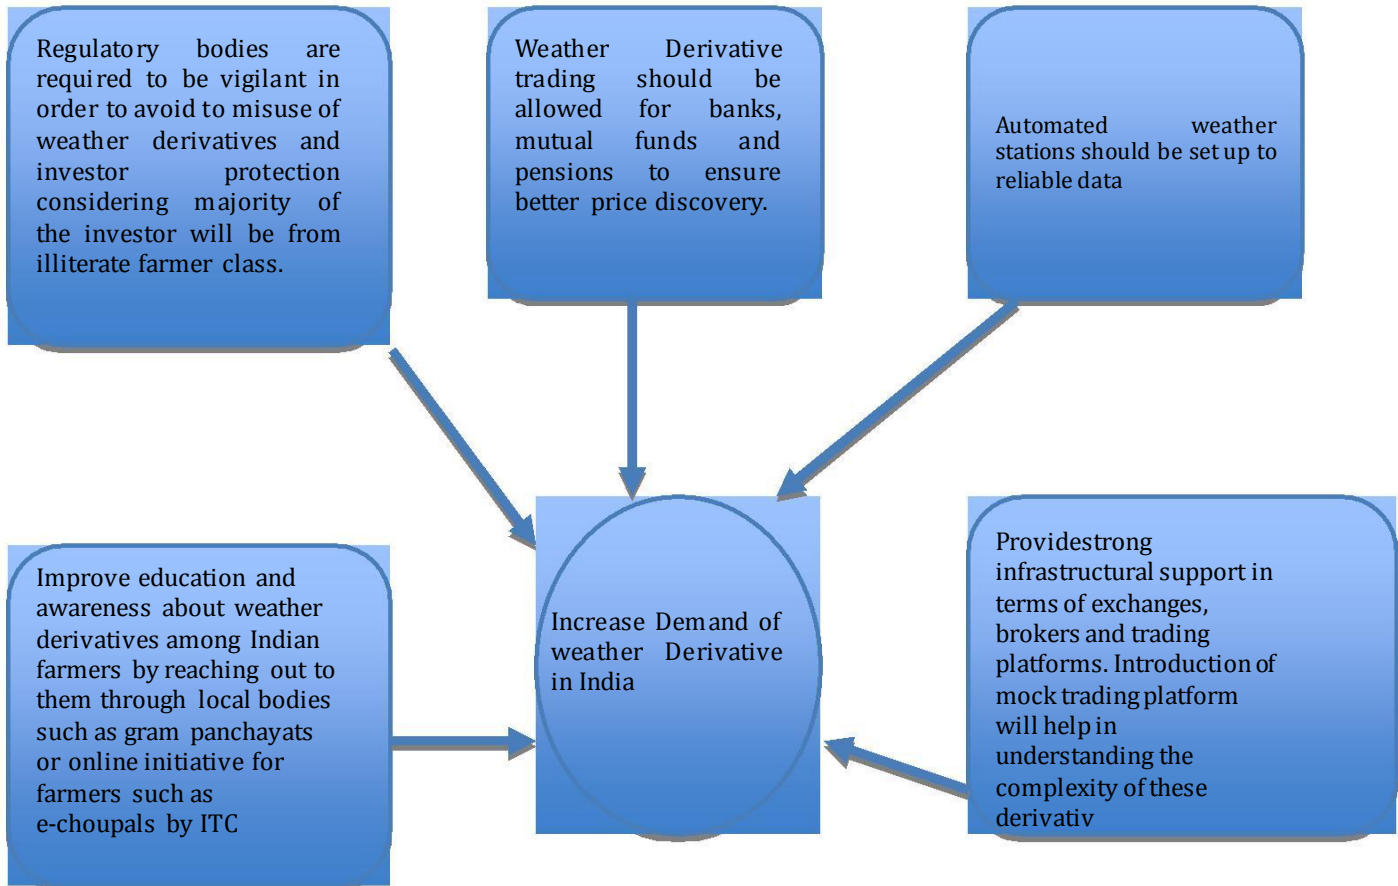 Regulatory bodies are
required to be vigilant in
order to avoid to misuse of
weather derivatives and
investor protection
considering majority of
the investor will be from
illiterate farmer class.
Weather Derivative
trading should be
allowed for banks,
mutual funds and
pensions to ensure
better price discovery.
Automated weather
stations should be set up to
reliable data
Improve education and
awareness about weather
derivatives among Indian
farmers by reaching out to
them through local bodies
such as gram panchayats
or online initiative for
farmers such as
e-choupals by ITC
Increase Demand of
weather Derivative
in India
Providestrong
infrastructural support in
terms of exchanges,
brokers and trading
platforms. Introduction of
mock trading platform
will help in
understanding the
complexity of these
derivativ